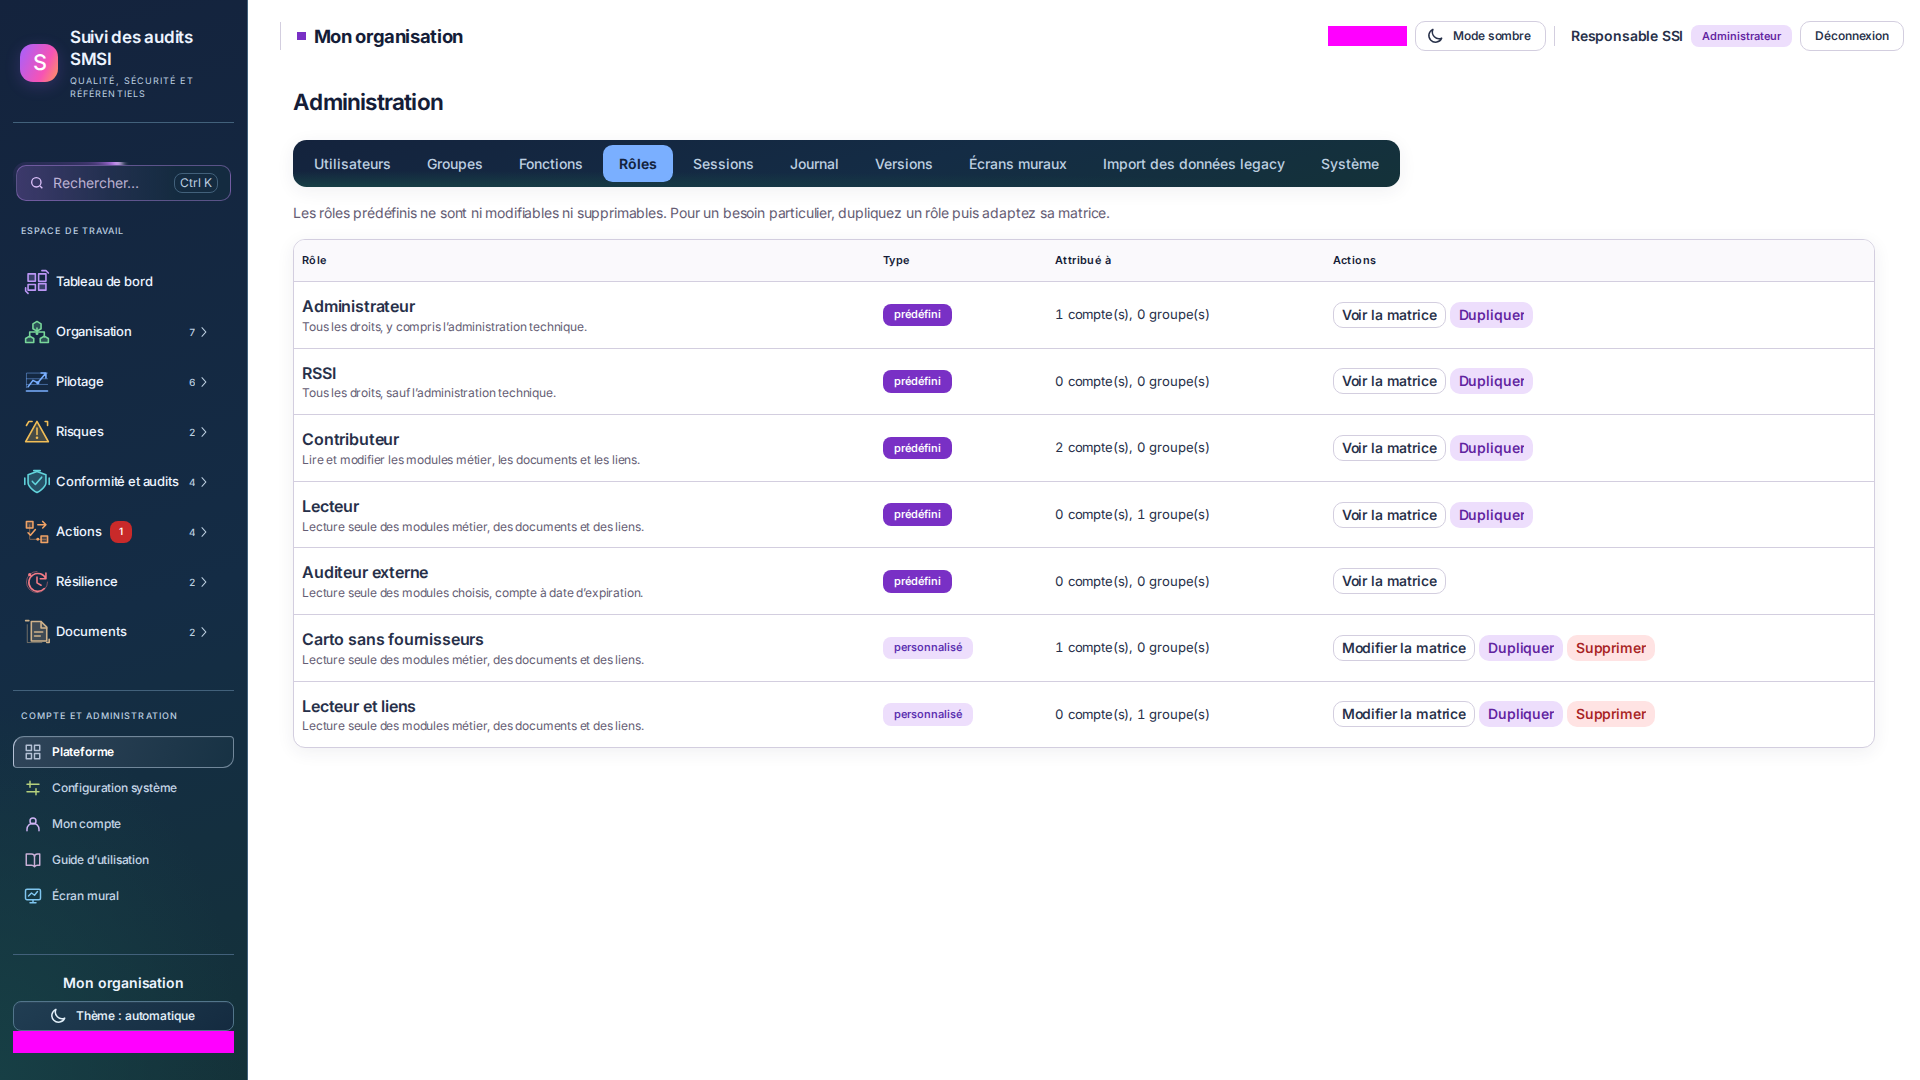 Suivi des audits
SMSI
QUALITÉ, SÉCURITÉ ET
RÉFÉRENTIELS
S
Rechercher...
Ctrl K
ESPACE DE TRAVAIL
Tableau de bord
Organisation 7
Pilotage 6
Risques 2
Conformité et audits 4
Actions 1 4
Résilience 2
Documents 2
COMPTE ET ADMINISTRATION
Plateforme
Configuration système
Mon compte
Guide d’utilisation
Écran mural
Mon organisation
Thème : automatique
Mon organisation
Mode sombre
Responsable SSI
Administrateur
Déconnexion
Administration
Utilisateurs Groupes Fonctions Rôles Sessions Journal Versions Écrans muraux Import des données legacy Système
Les rôles prédéfinis ne sont ni modifiables ni supprimables. Pour un besoin particulier, dupliquez un rôle puis adaptez sa matrice.
Rôle Type Attribué à Actions
Administrateur
Tous les droits, y compris l’administration technique.
prédéfini
1 compte(s), 0 groupe(s)
Voir la matrice Dupliquer
RSSI
Tous les droits, sauf l’administration technique.
prédéfini
0 compte(s), 0 groupe(s)
Voir la matrice Dupliquer
Contributeur
Lire et modifier les modules métier, les documents et les liens.
prédéfini
2 compte(s), 0 groupe(s)
Voir la matrice Dupliquer
Lecteur
Lecture seule des modules métier, des documents et des liens.
prédéfini
0 compte(s), 1 groupe(s)
Voir la matrice Dupliquer
Auditeur externe
Lecture seule des modules choisis, compte à date d’expiration.
prédéfini
0 compte(s), 0 groupe(s)
Voir la matrice
Carto sans fournisseurs
Lecture seule des modules métier, des documents et des liens.
personnalisé
1 compte(s), 0 groupe(s)
Modifier la matrice Dupliquer Supprimer
Lecteur et liens
Lecture seule des modules métier, des documents et des liens.
personnalisé
0 compte(s), 1 groupe(s)
Modifier la matrice Dupliquer Supprimer